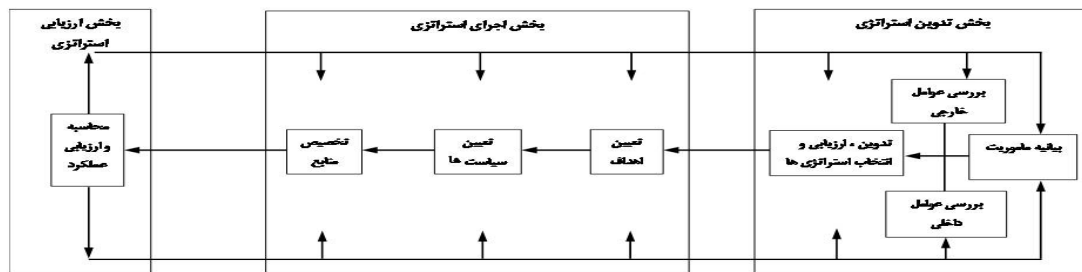 بخش تدوین استراتژی
بررسی عوامل
خارجی
بیانیه ماموریت
تدوین ، ارزیابی و
انتخاب استراتژی ها
بررسی عوامل
داخلی
بخش اجرای استراتژی
تعیین
اهداف
تعیین
سیاست ها
تخصیص
منابع
بخش ارزیابی
استراتژی
محاسبه
و ارزیابی
عملکرد